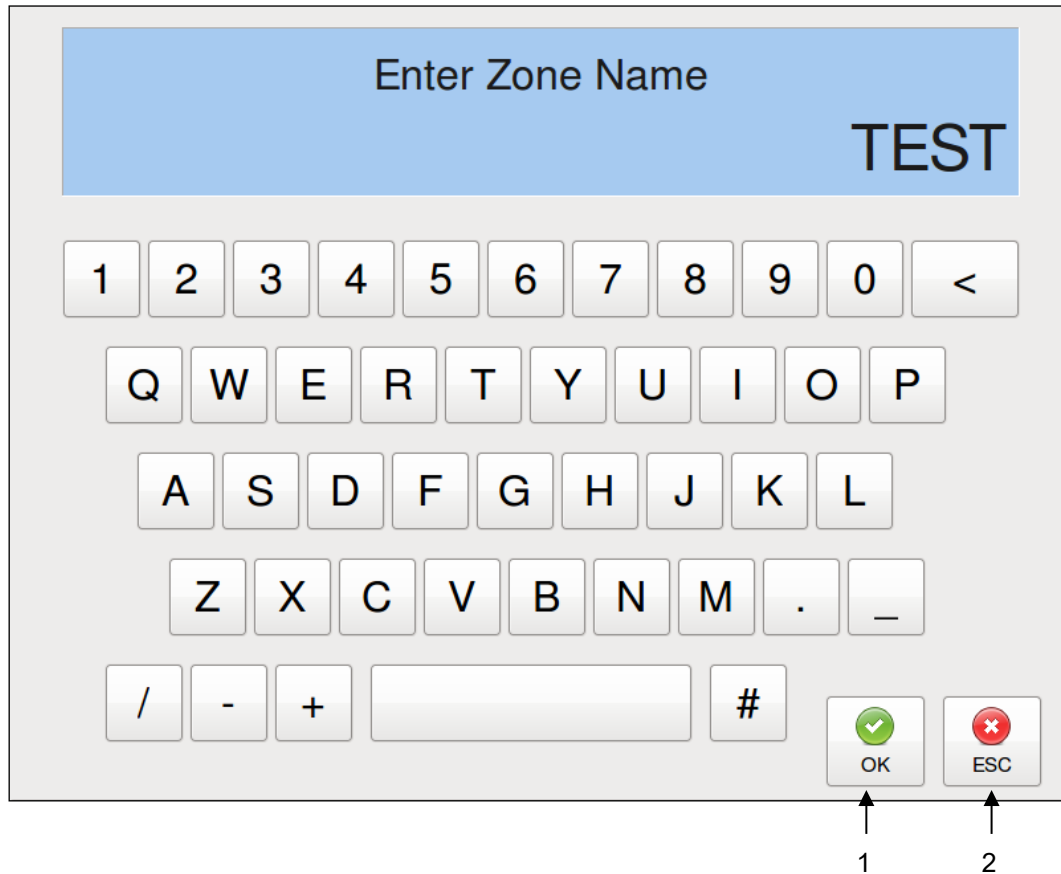 Enter Zone Name
TEST
1 2 3 4 5 6 7 8 9 0 <
Q W E R T Y U I O P
A S D F G H J K L
Z X C V B N M . _
/ - + #
OK ESC
1 2